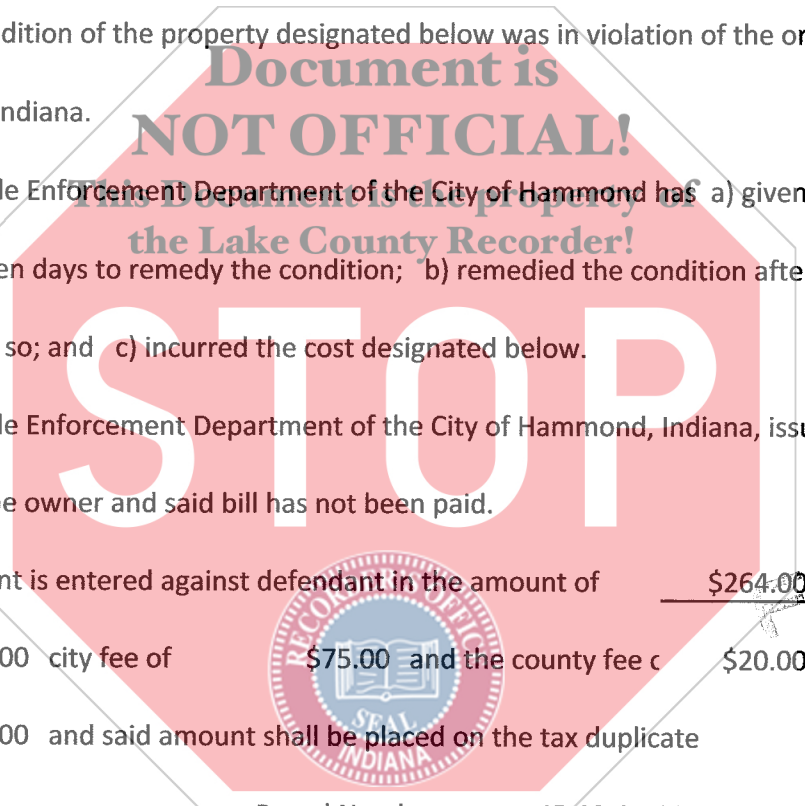 dition of the property designated below was in violation of the or
Document is
ndiana.
NOT OFFICIAL!
le Enforcement Department of the City of Hammond has a) given
This Document is the property of
the Lake County Recorder!
en days to remedy the condition; b) remedied the condition afte
STOP
so; and c) incurred the cost designated below.
le Enforcement Department of the City of Hammond, Indiana, issu
e owner and said bill has not been paid.
nt is entered against defendant in the amount of $264.00
RECORDER'S OFFICE
00 city fee of $75.00 and the county fee o $20.00
SEAL
00 and said amount shall be placed on the tax duplicate
INDIANA